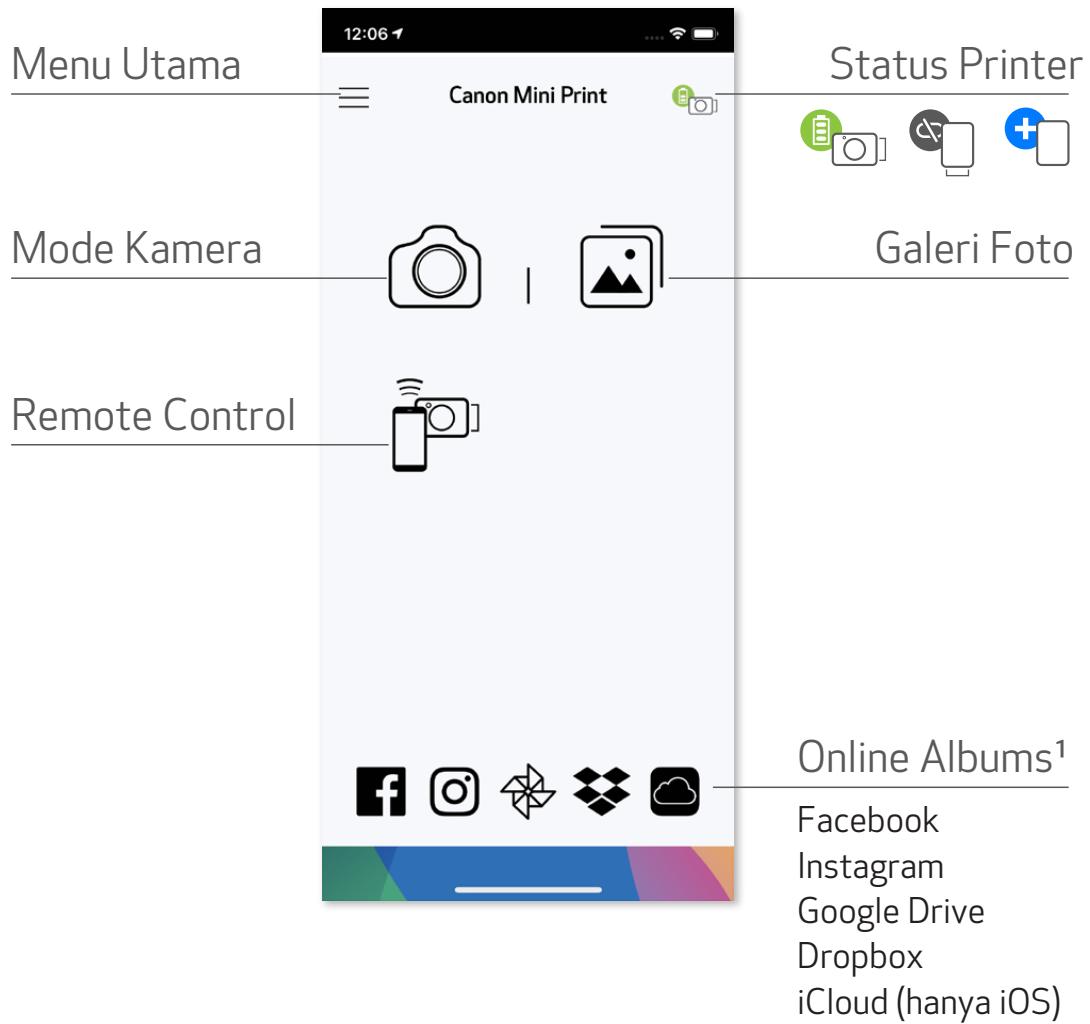 12:06
Menu Utama
Canon Mini Print
Status Printer
Mode Kamera
Galeri Foto
Remote Control
Online Albums¹
Facebook
Instagram
Google Drive
Dropbox
iCloud (hanya iOS)